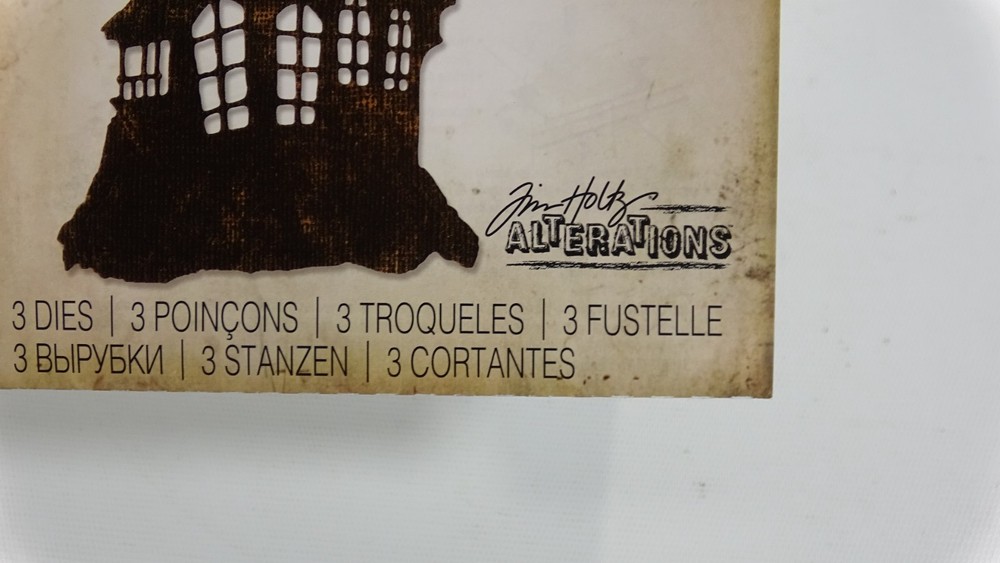 Tim Holtz
ALTERATIONS
3 DIES | 3 POINÇONS | 3 TROQUELES | 3 FUSTELLE
3 ВЫРУБКИ | 3 STANZEN | 3 CORTANTES